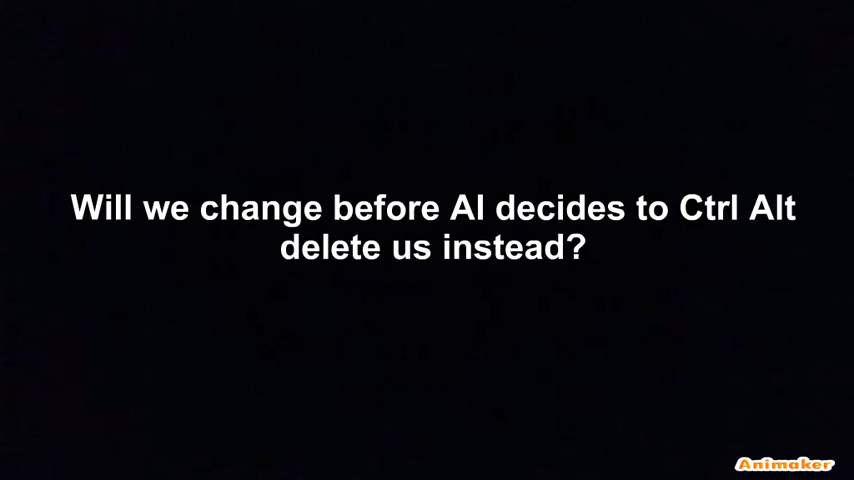 Will we change before AI decides to Ctrl Alt
delete us instead?
Animaker